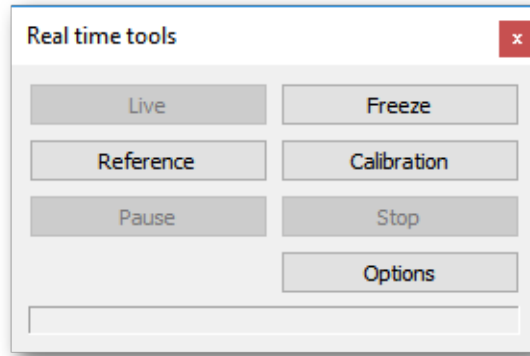 Real time tools
x
Live Freeze
Reference Calibration
Pause Stop
Options